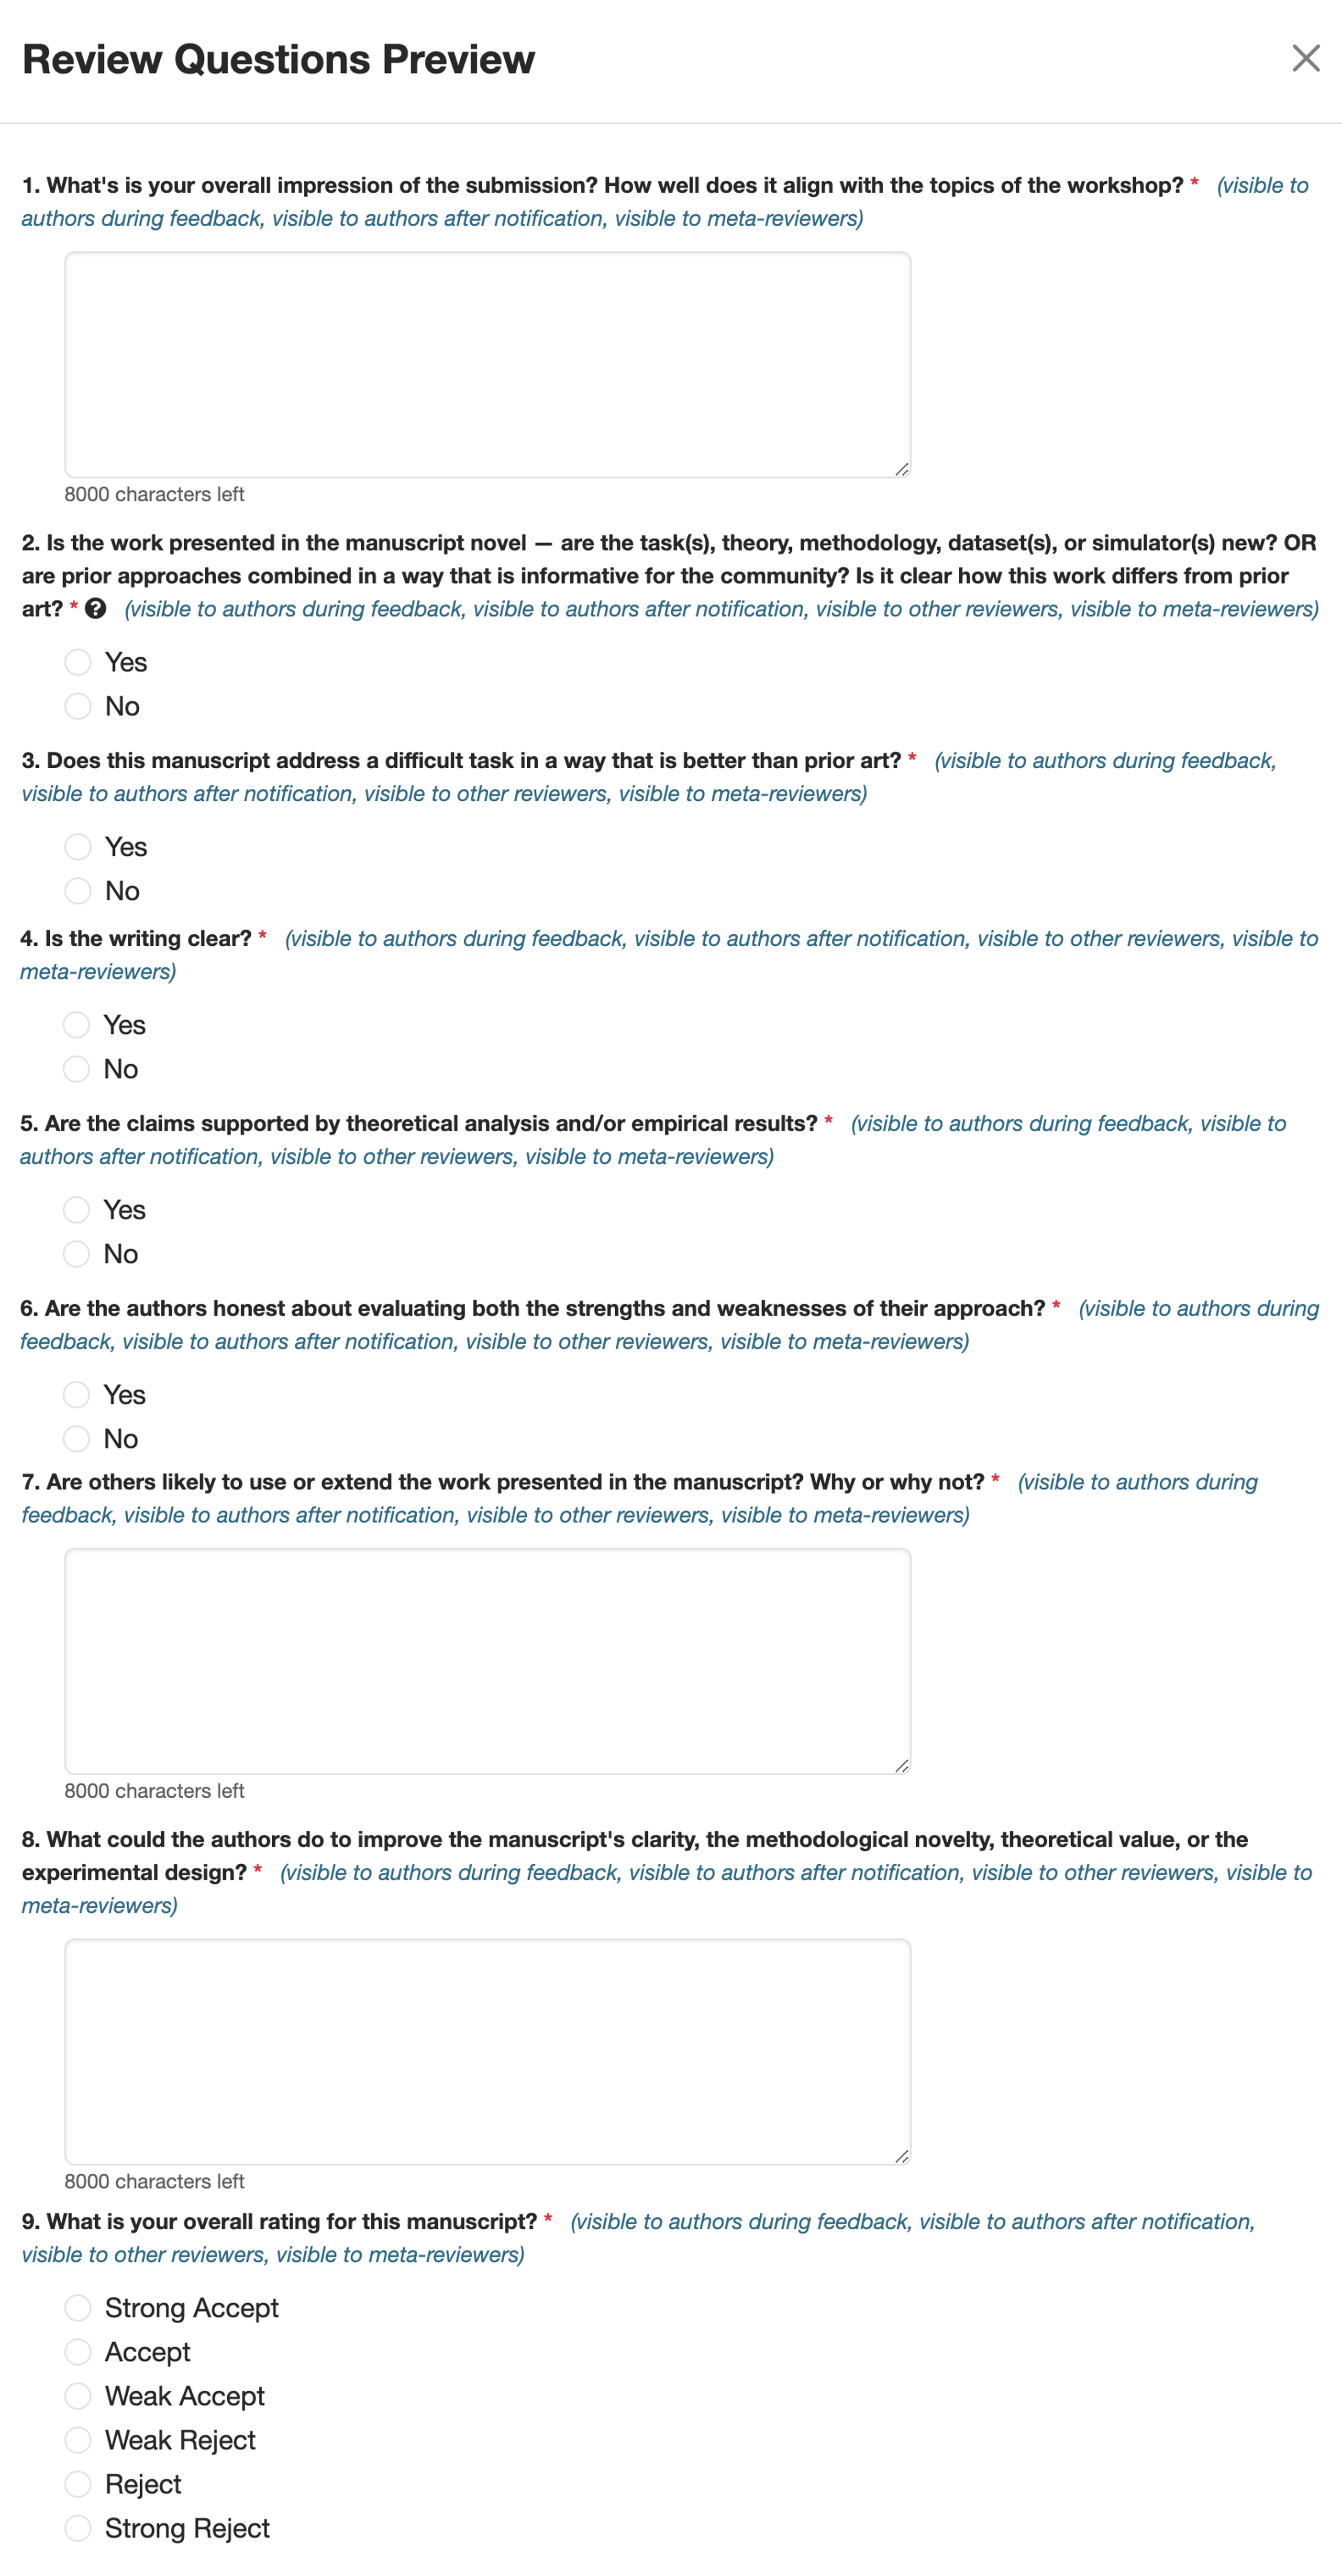 Review Questions Preview
1. What's is your overall impression of the submission? How well does it align with the topics of the workshop? * (visible to
authors during feedback, visible to authors after notification, visible to meta-reviewers)
8000 characters left
2. Is the work presented in the manuscript novel — are the task(s), theory, methodology, dataset(s), or simulator(s) new? OR
are prior approaches combined in a way that is informative for the community? Is it clear how this work differs from prior
art? * ? (visible to authors during feedback, visible to authors after notification, visible to other reviewers, visible to meta-reviewers)
Yes
No
3. Does this manuscript address a difficult task in a way that is better than prior art? * (visible to authors during feedback,
visible to authors after notification, visible to other reviewers, visible to meta-reviewers)
Yes
No
4. Is the writing clear? * (visible to authors during feedback, visible to authors after notification, visible to other reviewers, visible to
meta-reviewers)
Yes
No
5. Are the claims supported by theoretical analysis and/or empirical results? * (visible to authors during feedback, visible to
authors after notification, visible to other reviewers, visible to meta-reviewers)
Yes
No
6. Are the authors honest about evaluating both the strengths and weaknesses of their approach? * (visible to authors during
feedback, visible to authors after notification, visible to other reviewers, visible to meta-reviewers)
Yes
No
7. Are others likely to use or extend the work presented in the manuscript? Why or why not? * (visible to authors during
feedback, visible to authors after notification, visible to other reviewers, visible to meta-reviewers)
8000 characters left
8. What could the authors do to improve the manuscript's clarity, the methodological novelty, theoretical value, or the
experimental design? * (visible to authors during feedback, visible to authors after notification, visible to other reviewers, visible to
meta-reviewers)
8000 characters left
9. What is your overall rating for this manuscript? * (visible to authors during feedback, visible to authors after notification,
visible to other reviewers, visible to meta-reviewers)
Strong Accept
Accept
Weak Accept
Weak Reject
Reject
Strong Reject